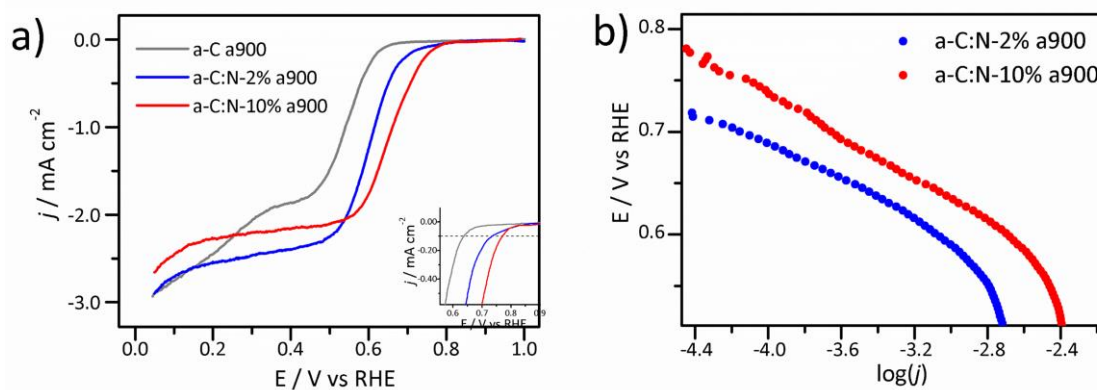 a)
a-C a900
a-C:N-2% a900
a-C:N-10% a900
0.0
-1.0
-2.0
-3.0
j / mA cm-2
0.0 0.2 0.4 0.6 0.8 1.0
E / V vs RHE
0.00
-0.20
-0.40
j / mA cm-2
0.6 0.7 0.8 0.9
E / V vs RHE
b)
a-C:N-2% a900
a-C:N-10% a900
0.8
0.7
0.6
E / V vs RHE
-4.4 -4.0 -3.6 -3.2 -2.8 -2.4
log(j)